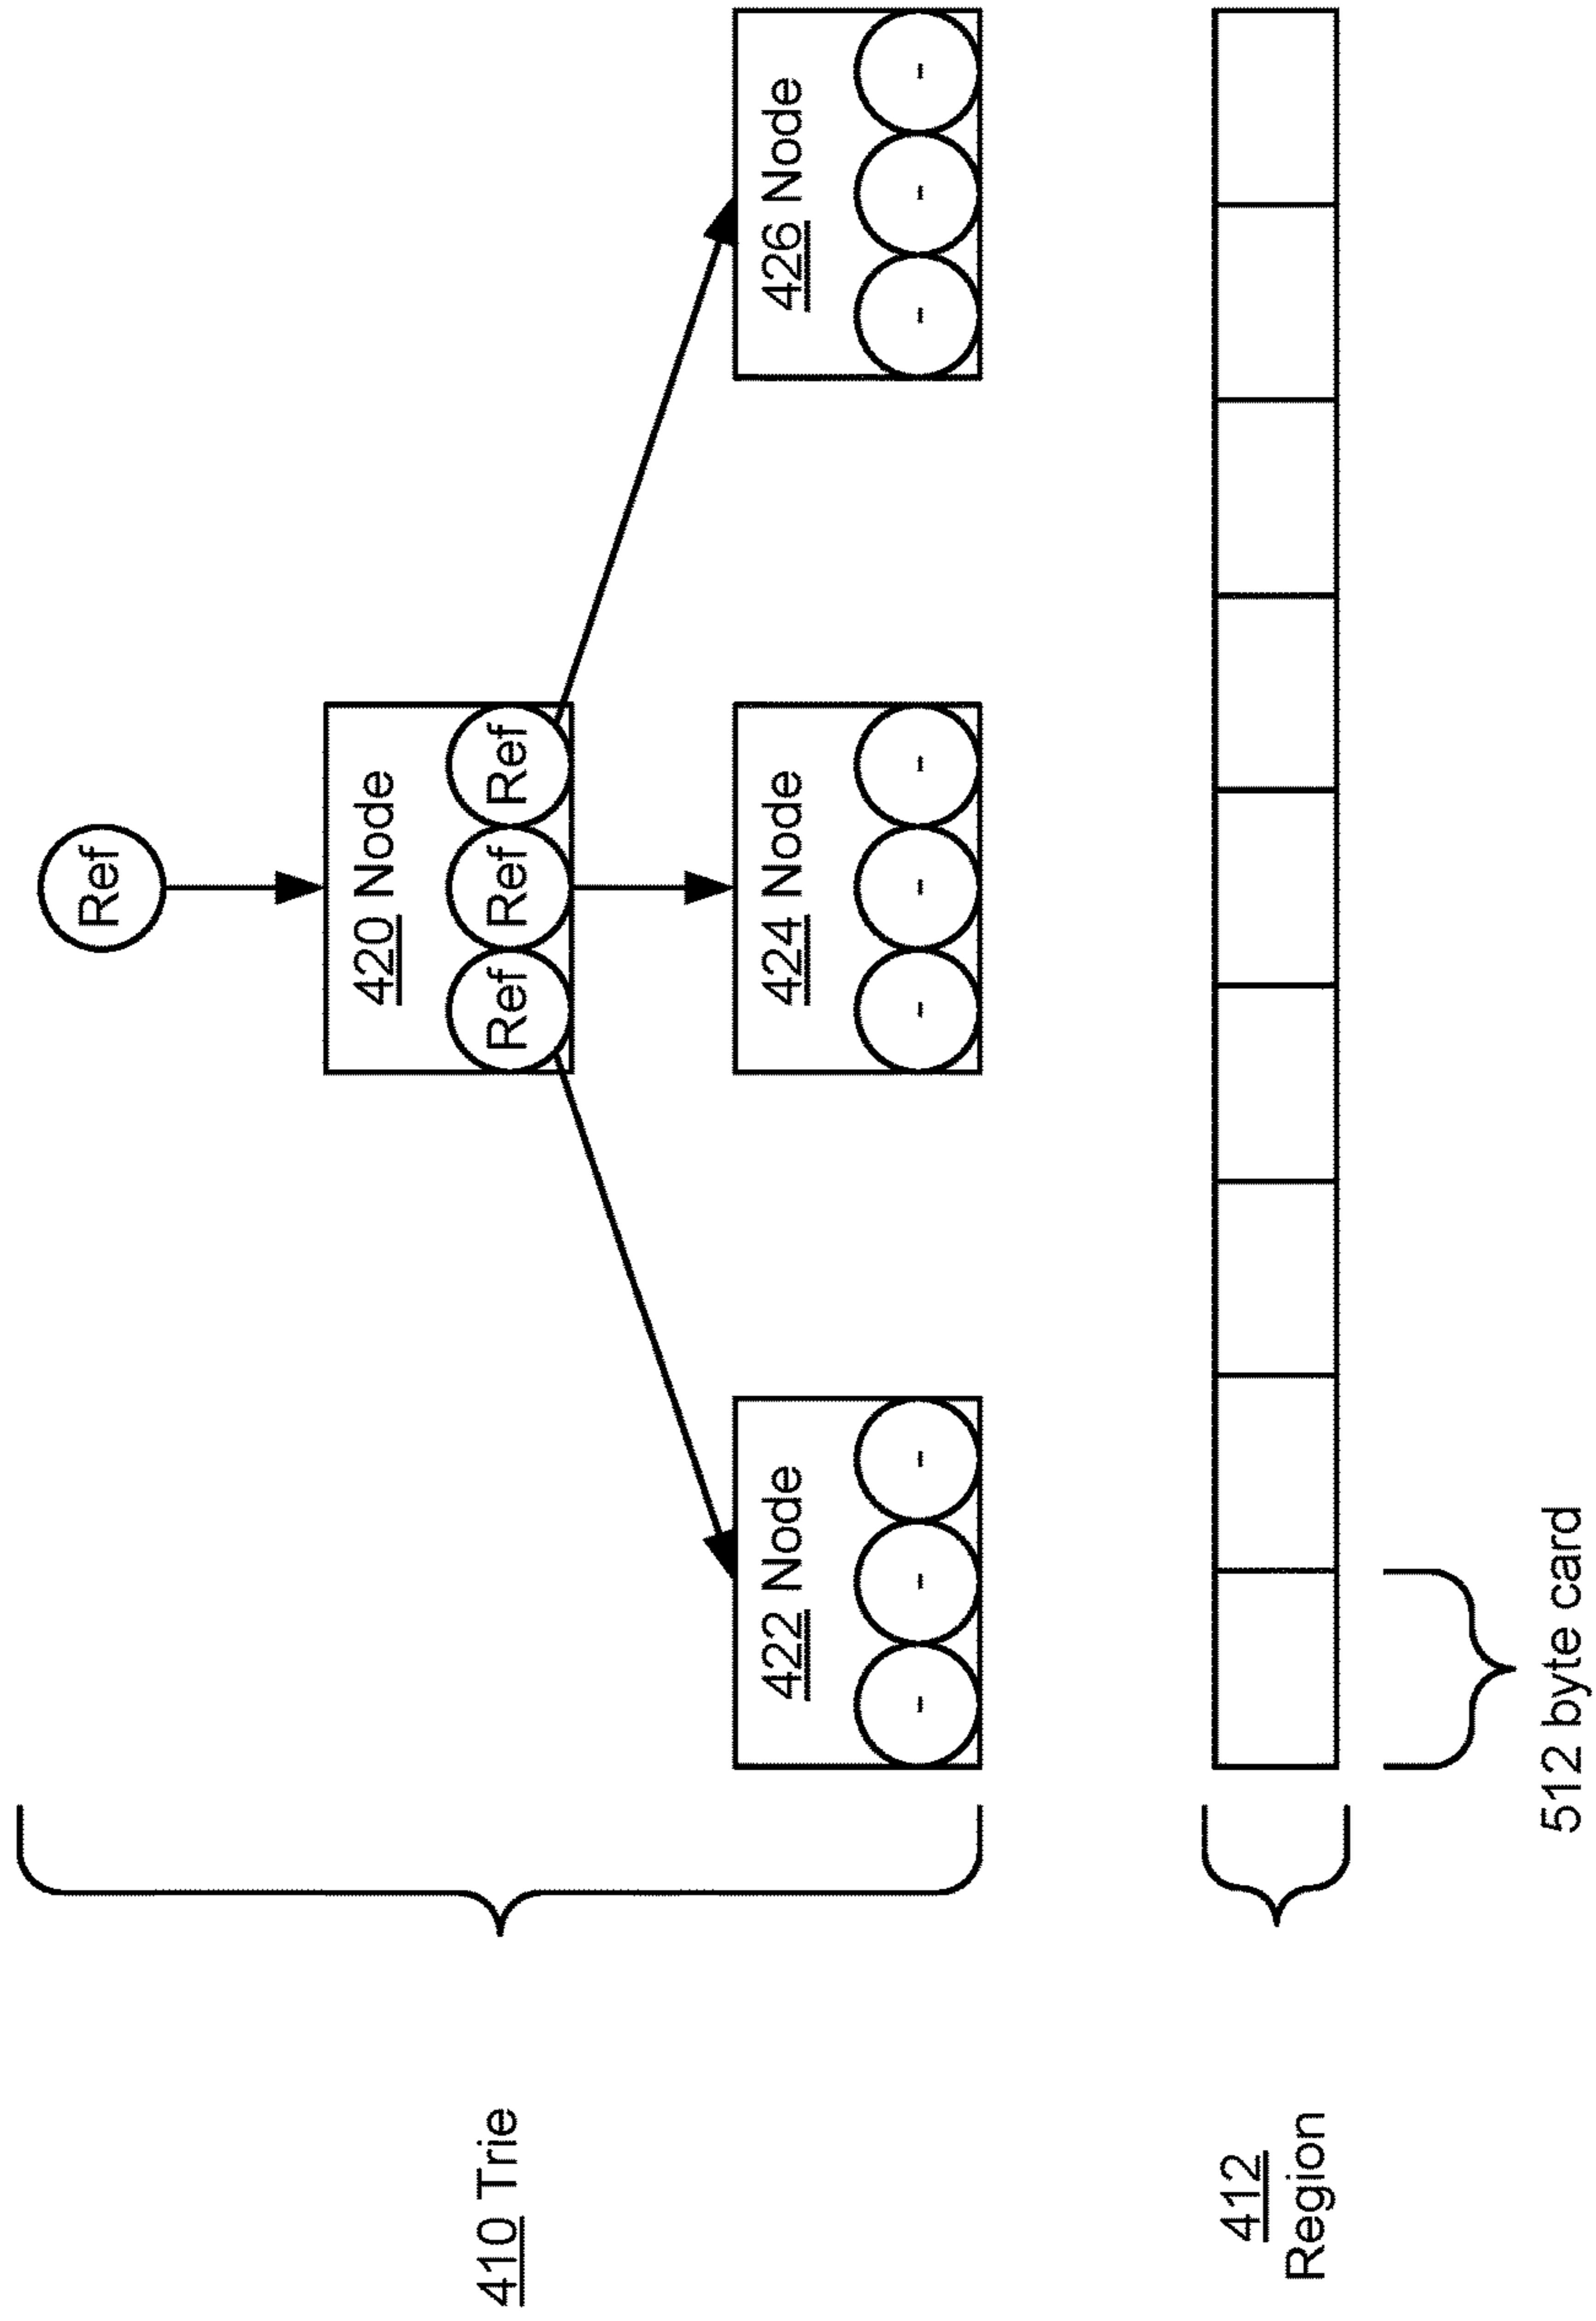 Ref
420 Node
Ref Ref Ref
410 Trie
422 Node
424 Node
426 Node
- - -
- - -
- - -
412
Region
512 byte card